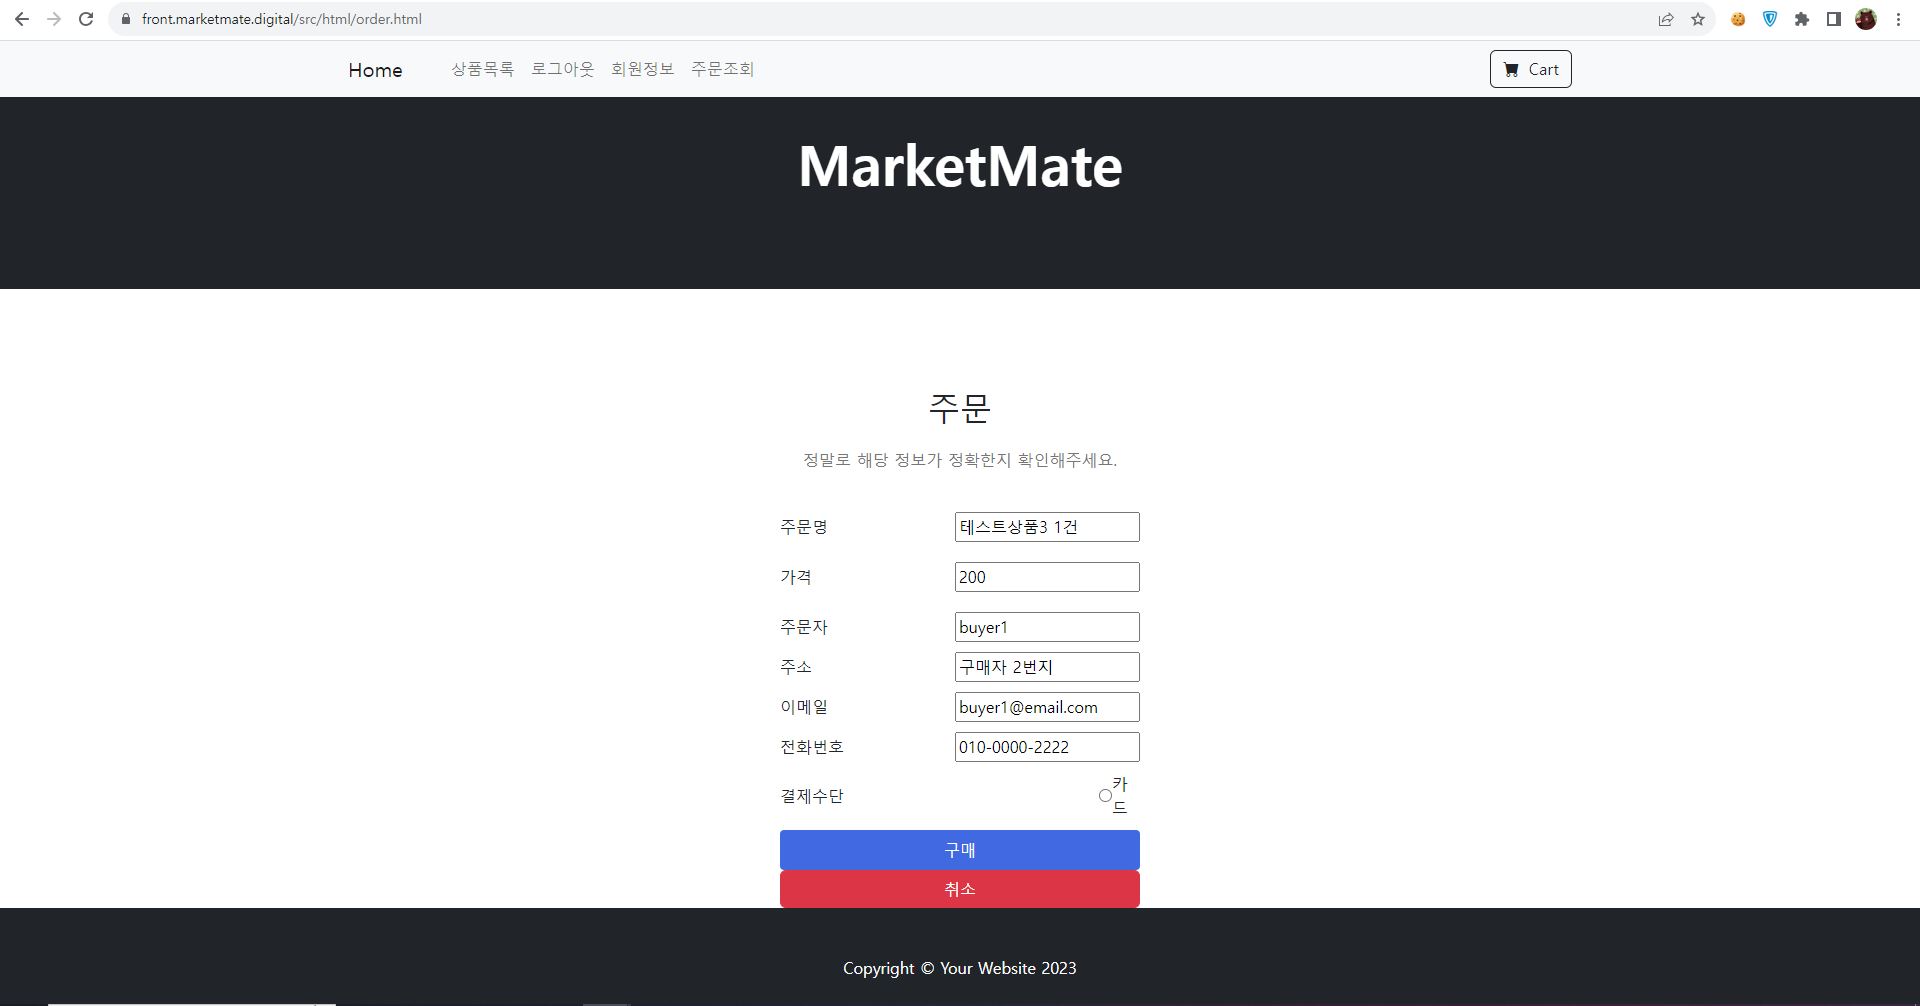 front.marketmate.digital/src/html/order.html
Home 상품목록 로그아웃 회원정보 주문조회 Cart
MarketMate
주문
정말로 해당 정보가 정확한지 확인해주세요.
주문명 테스트상품3 1건
가격 200
주문자 buyer1
주소 구매자 2번지
이메일 buyer1@email.com
전화번호 010-0000-2222
결제수단 카
드
구매
취소
Copyright © Your Website 2023